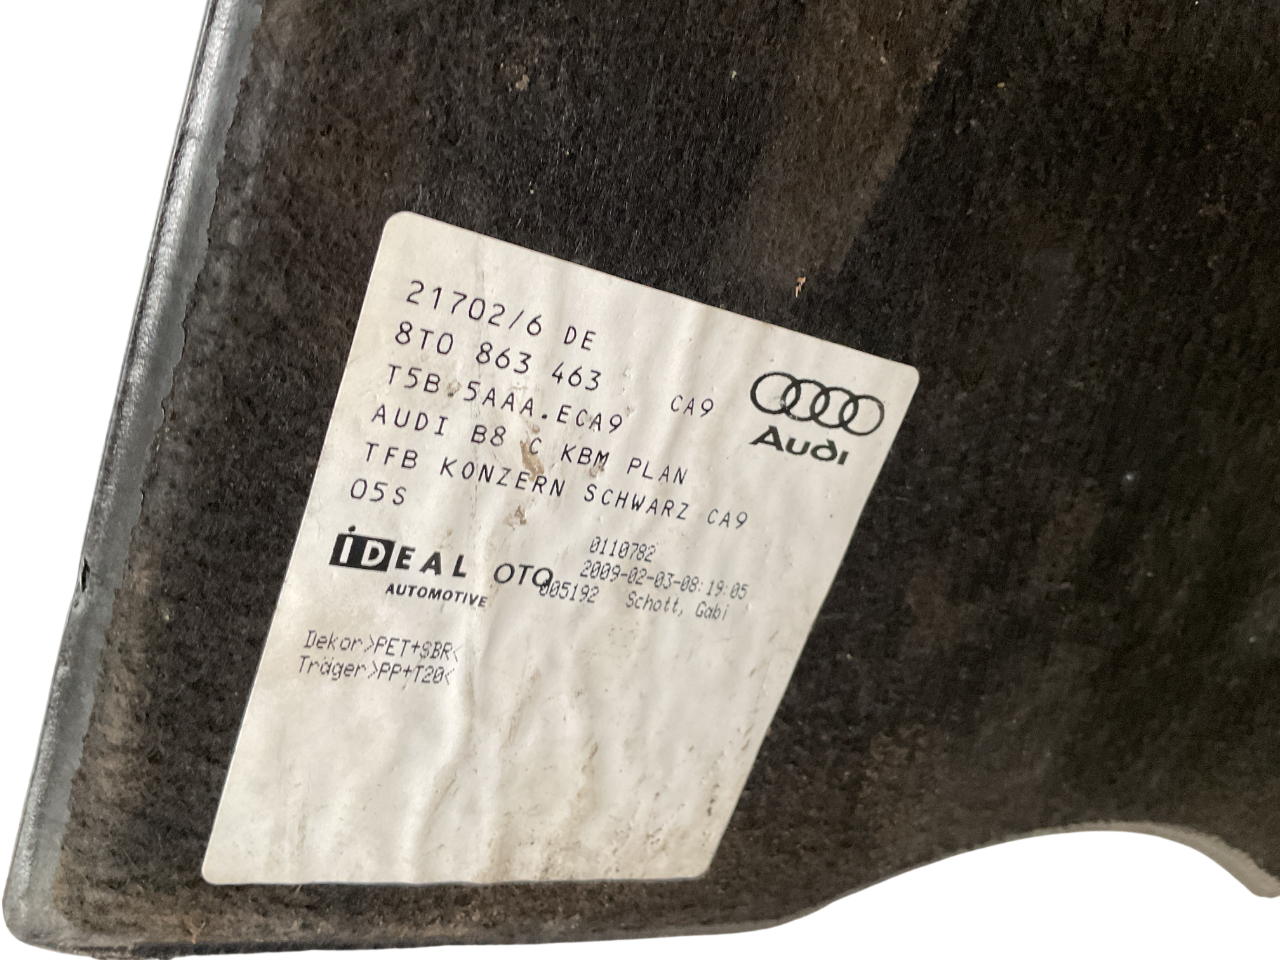 21702/6 DE
8T0 863 463 CA9
T5B.5AAA.ECA9
AUDI B8 C KBM PLAN
TFB KONZERN SCHWARZ CA9
05S
Audi
IDEAL OTO
AUTOMOTIVE
0110782
2009-02-03-08:19:05
005192 Schott, Gabi
Dekor>PET+SBR<
Träger>PP+T20<